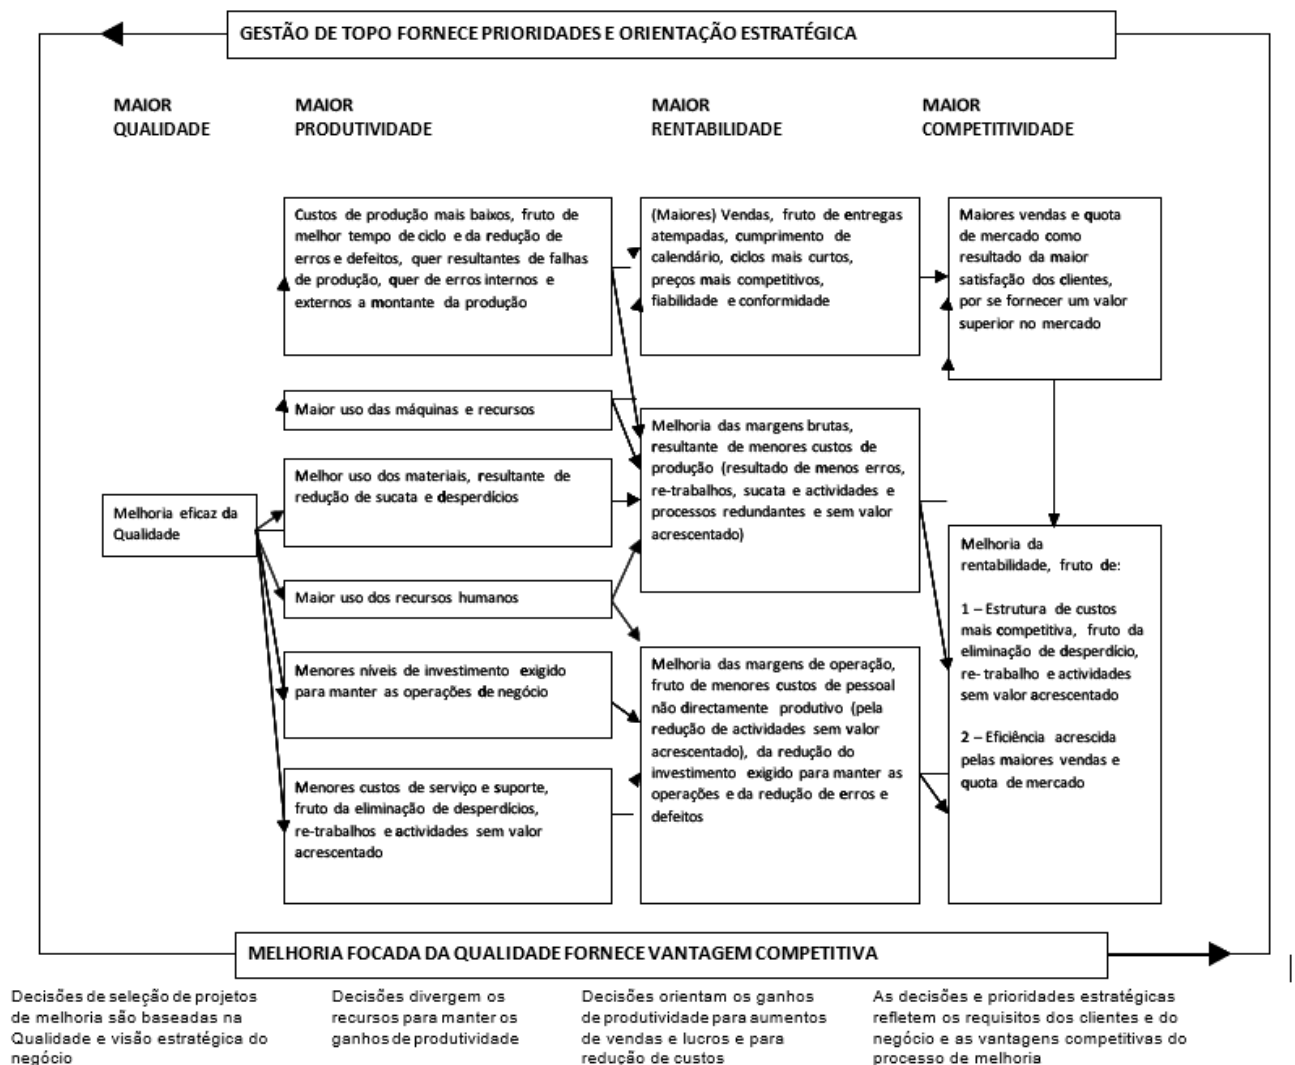 GESTÃO DE TOPO FORNECE PRIORIDADES E ORIENTAÇÃO ESTRATÉGICA
MAIOR
QUALIDADE
MAIOR
PRODUTIVIDADE
MAIOR
RENTABILIDADE
MAIOR
COMPETITIVIDADE
Melhoria eficaz da
Qualidade
Custos de produção mais baixos, fruto de
melhor tempo de ciclo e da redução de
erros e defeitos, quer resultantes de falhas
de produção, quer de erros internos e
externos a montante da produção
Maior uso das máquinas e recursos
Melhor uso dos materiais, resultante de
redução de sucata e desperdícios
Maior uso dos recursos humanos
Menores níveis de investimento exigido
para manter as operações de negócio
Menores custos de serviço e suporte,
fruto da eliminação de desperdícios,
re-trabalhos e actividades sem valor
acrescentado
(Maiores) Vendas, fruto de entregas
atempadas, cumprimento de
calendário, ciclos mais curtos,
preços mais competitivos,
fiabilidade e conformidade
Melhoria das margens brutas,
resultante de menores custos de
produção (resultado de menos erros,
re-trabalhos, sucata e actividades e
processos redundantes e sem valor
acrescentado)
Melhoria das margens de operação,
fruto de menores custos de pessoal
não directamente produtivo (pela
redução de actividades sem valor
acrescentado), da redução do
investimento exigido para manter as
operações e da redução de erros e
defeitos
Maiores vendas e quota
de mercado como
resultado da maior
satisfação dos clientes,
por se fornecer um valor
superior no mercado
Melhoria da
rentabilidade, fruto de:
1 – Estrutura de custos
mais competitiva, fruto da
eliminação de desperdício,
re- trabalho e actividades
sem valor acrescentado
2 – Eficiência acrescida
pelas maiores vendas e
quota de mercado
MELHORIA FOCADA DA QUALIDADE FORNECE VANTAGEM COMPETITIVA
Decisões de seleção de projetos
de melhoria são baseadas na
Qualidade e visão estratégica do
negócio
Decisões divergem os
recursos para manter os
ganhos de produtividade
Decisões orientam os ganhos
de produtividade para aumentos
de vendas e lucros e para
redução de custos
As decisões e prioridades estratégicas
refletem os requisitos dos clientes e do
negócio e as vantagens competitivas do
processo de melhoria